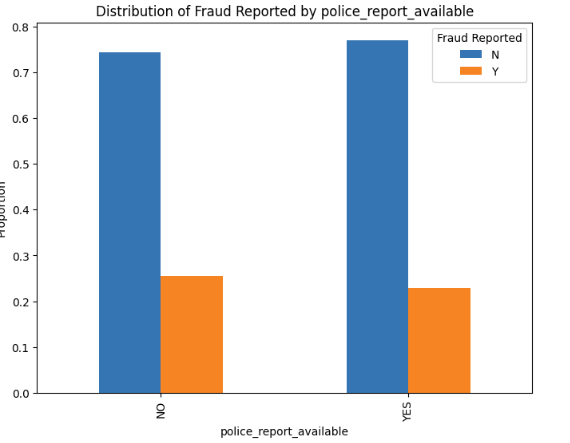 Distribution of Fraud Reported by police_report_available
Fraud Reported
N
Y
0.8
0.7
0.6
0.5
0.4
0.3
0.2
0.1
0.0
Proportion
NO
YES
police_report_available